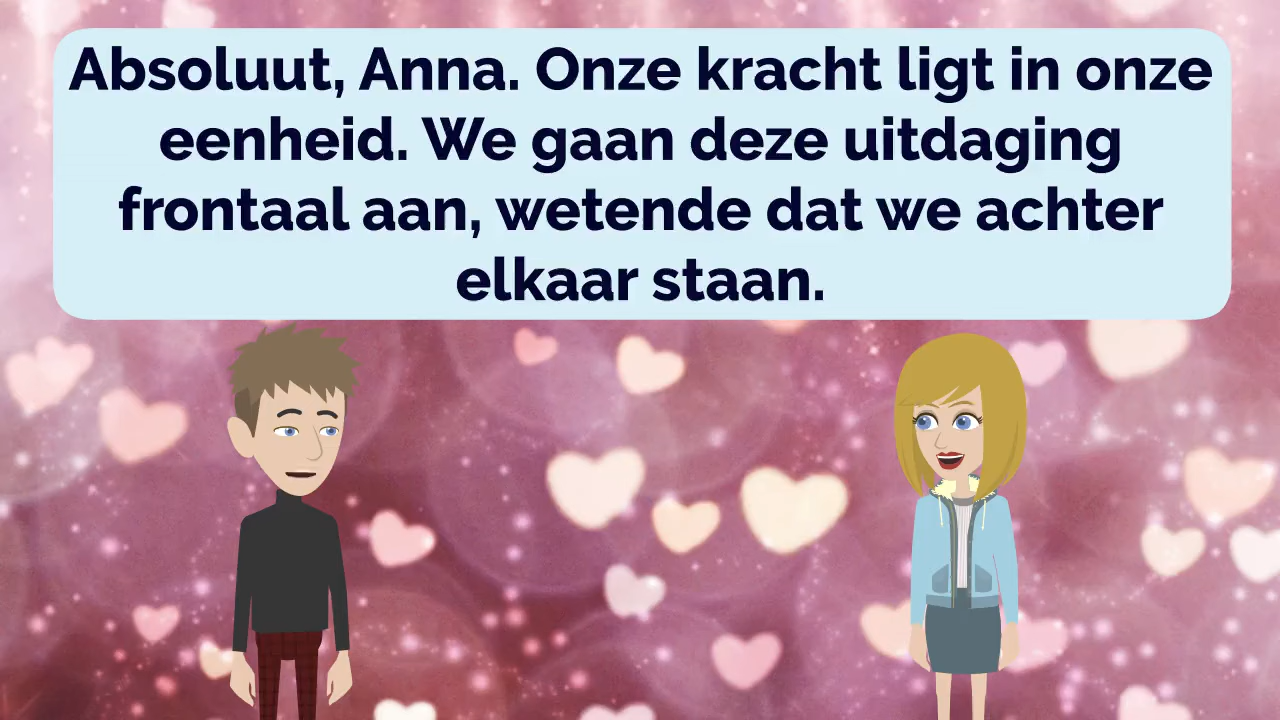 Absoluut, Anna. Onze kracht ligt in onze
eenheid. We gaan deze uitdaging
frontaal aan, wetende dat we achter
elkaar staan.